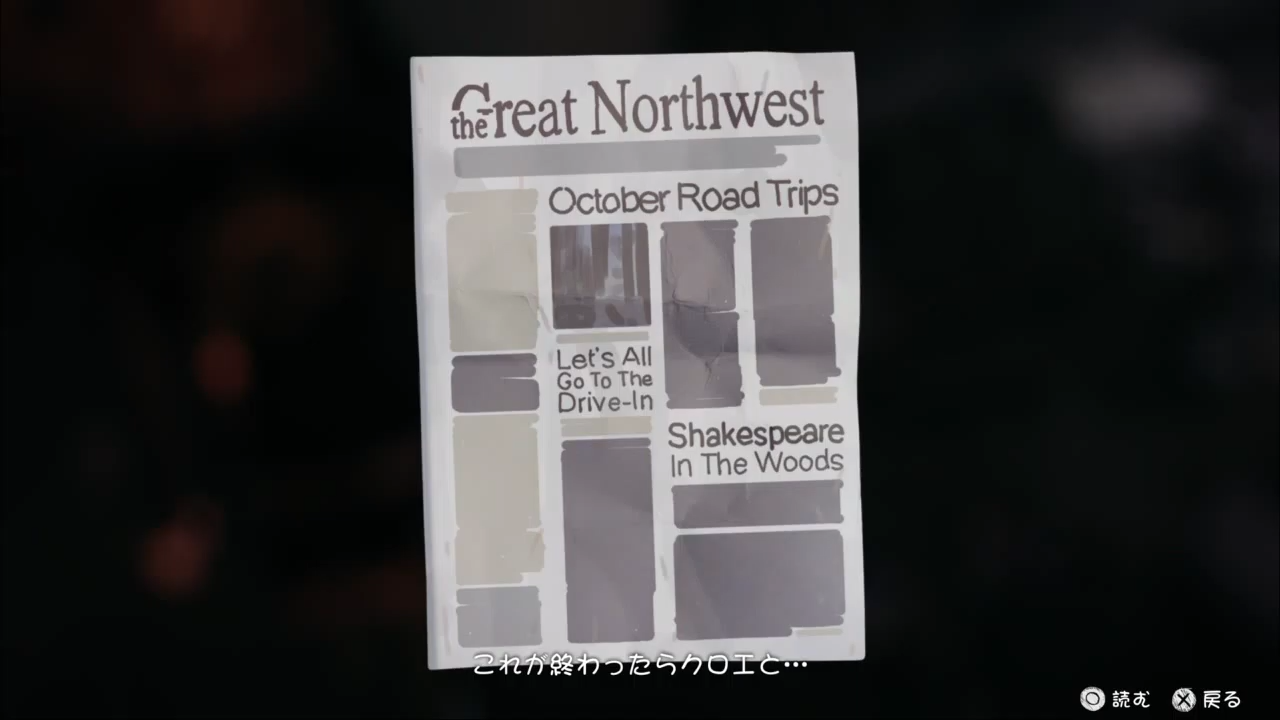 the Great Northwest
October Road Trips
Let's All
Go To The
Drive-In
Shakespeare
In The Woods
これが終わったらクロエと…
読む 戻る